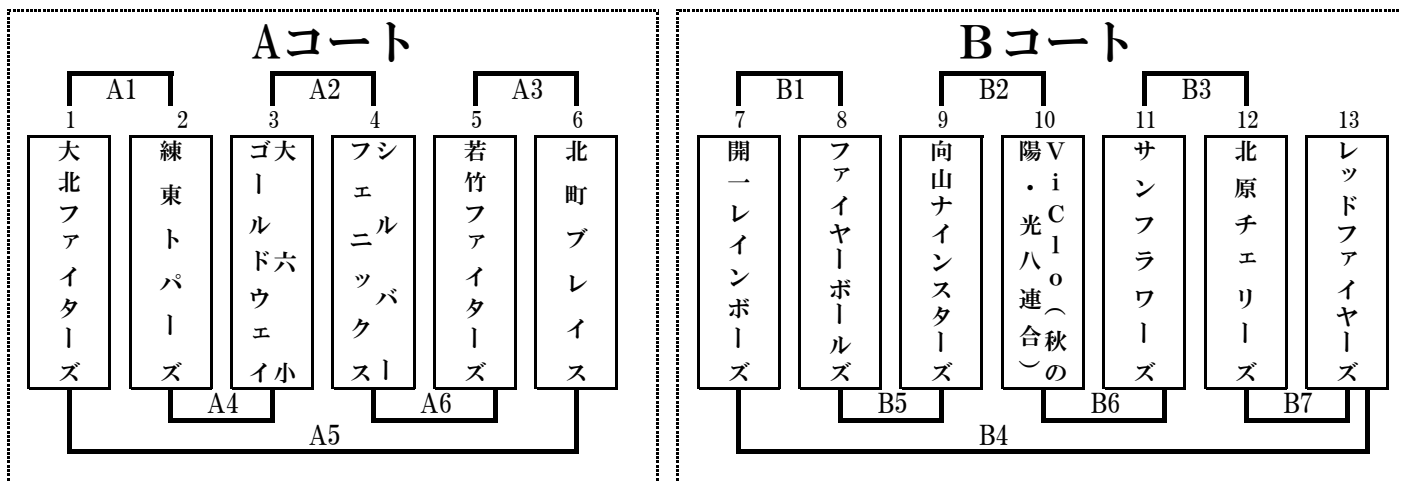 Aコート
A1
A2
A3
1
2
3
4
5
6
大北ファイターズ
練東トパーズ
大六小
ゴールドウェイ
シルバー
フェニックス
若竹ファイターズ
北町ブレイス
A4
A6
A5
Bコート
B1
B2
B3
7
8
9
10
11
12
13
開一レインボーズ
ファイヤーボールズ
向山ナインスターズ
ViClo（秋の
陽・光八連合）
サンフラワーズ
北原チェリーズ
レッドファイヤーズ
B5
B6
B7
B4